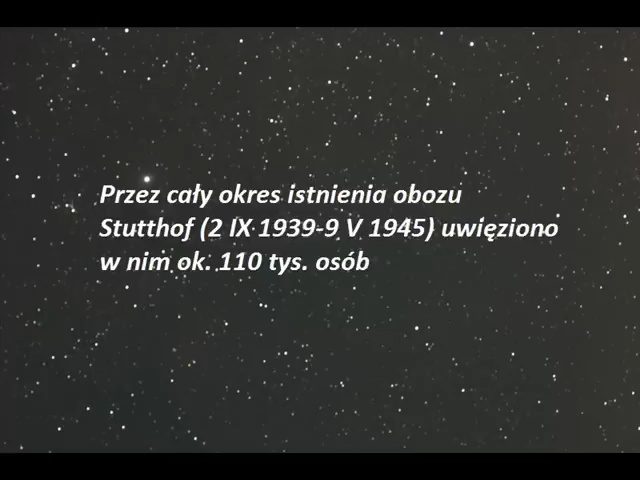 Przez cały okres istnienia obozu
Stutthof (2 IX 1939-9 V 1945) uwięziono
w nim ok. 110 tys. osób